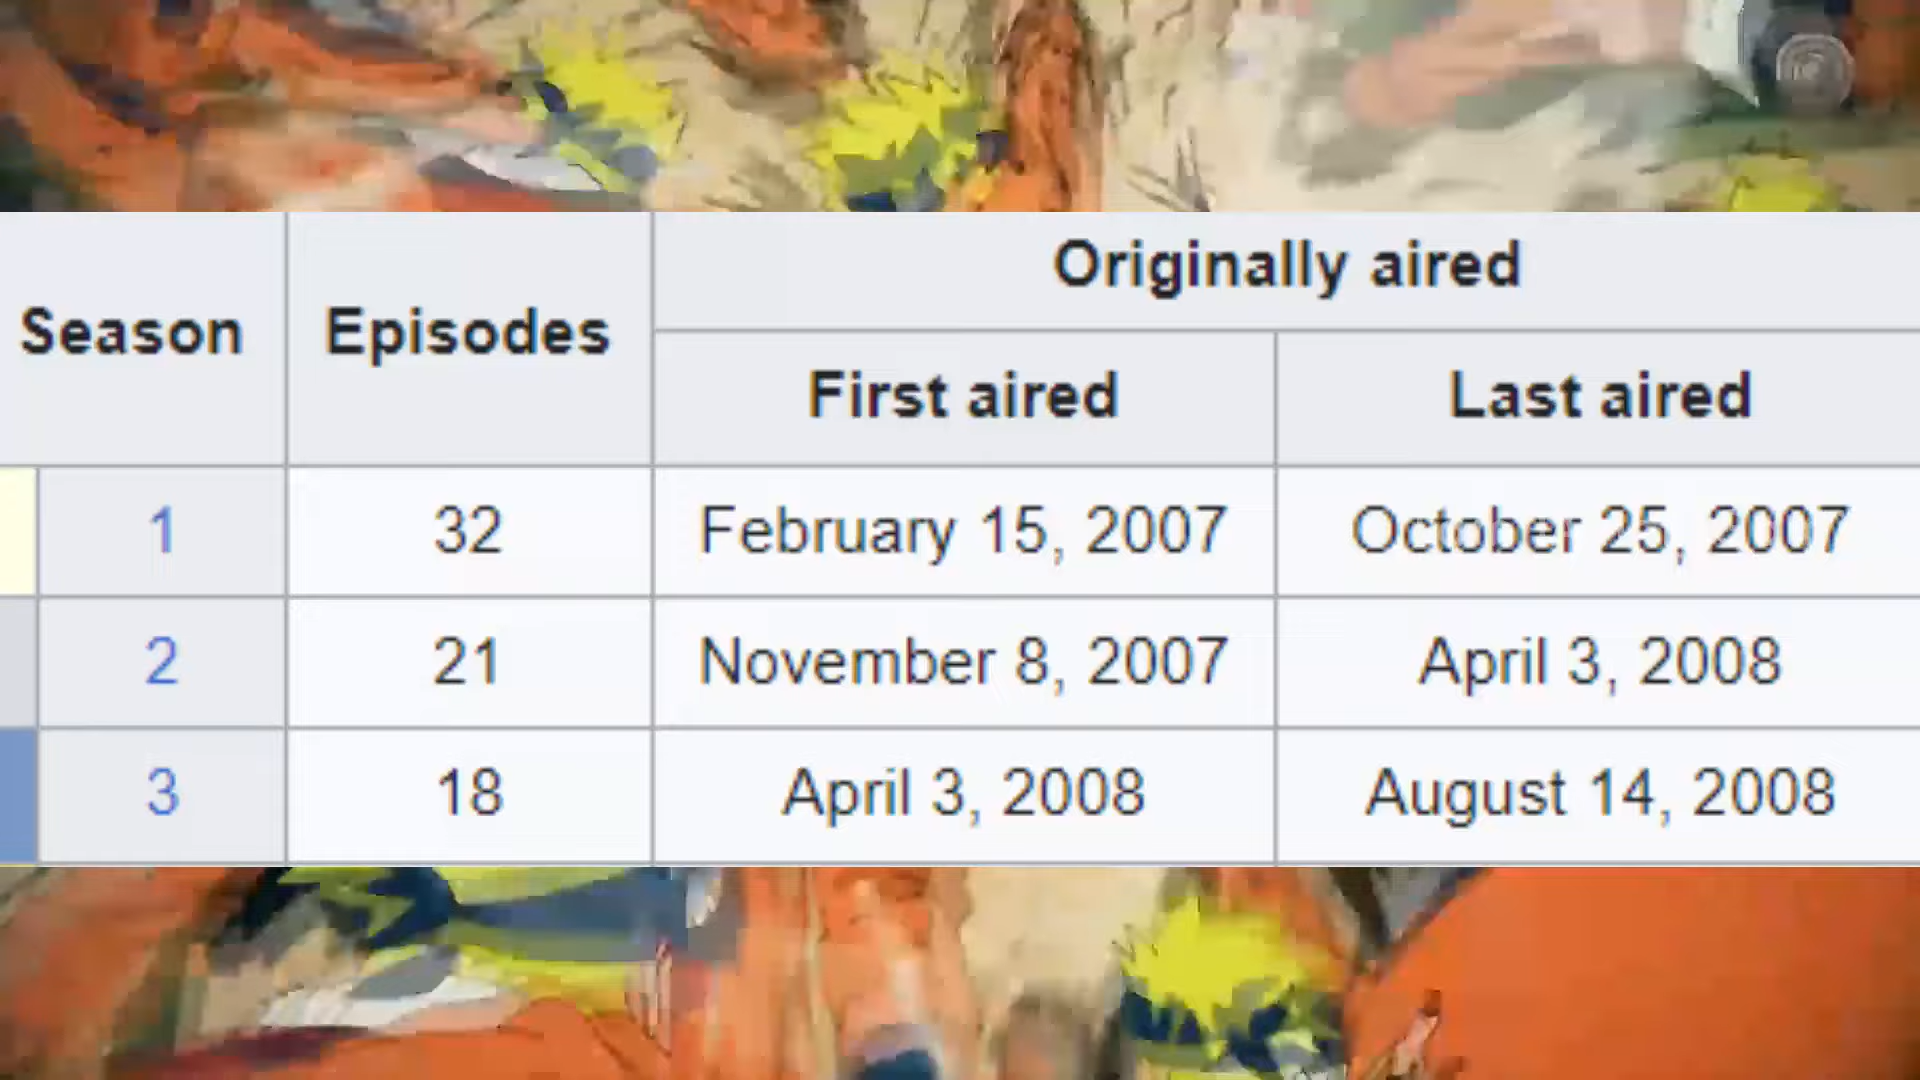 Originally aired
Season Episodes
First aired Last aired
1 32 February 15, 2007 October 25, 2007
2 21 November 8, 2007 April 3, 2008
3 18 April 3, 2008 August 14, 2008